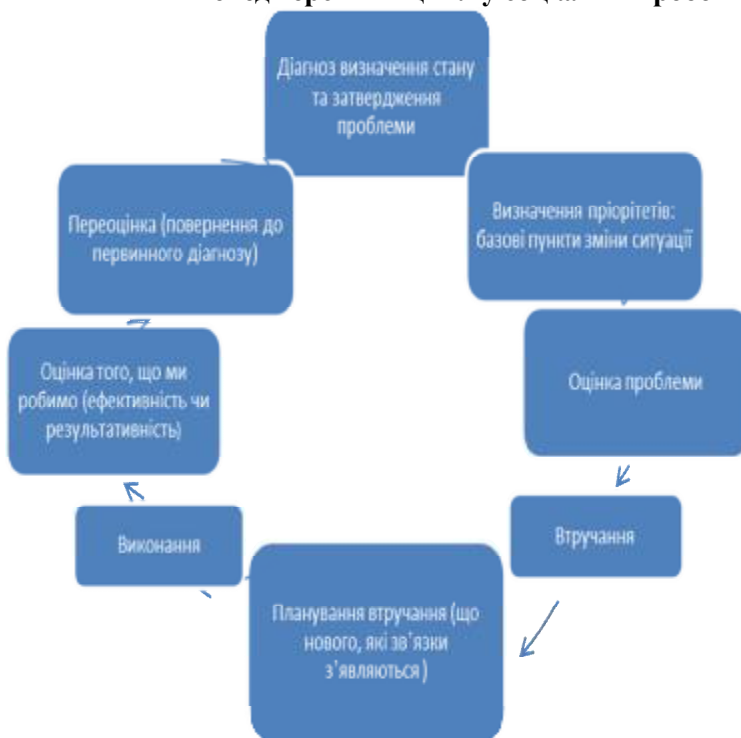 Діагноз визначення стану
та затвердження
проблеми
Визначення пріорітетів:
базові пункти зміни ситуації
Оцінка проблеми
Втручання
Планування втручання (що
нового, які зв'язки
з'являються)
Виконання
Оцінка того, що ми
робимо (ефективність чи
результативність)
Переоцінка (повернення до
первинного діагнозу)